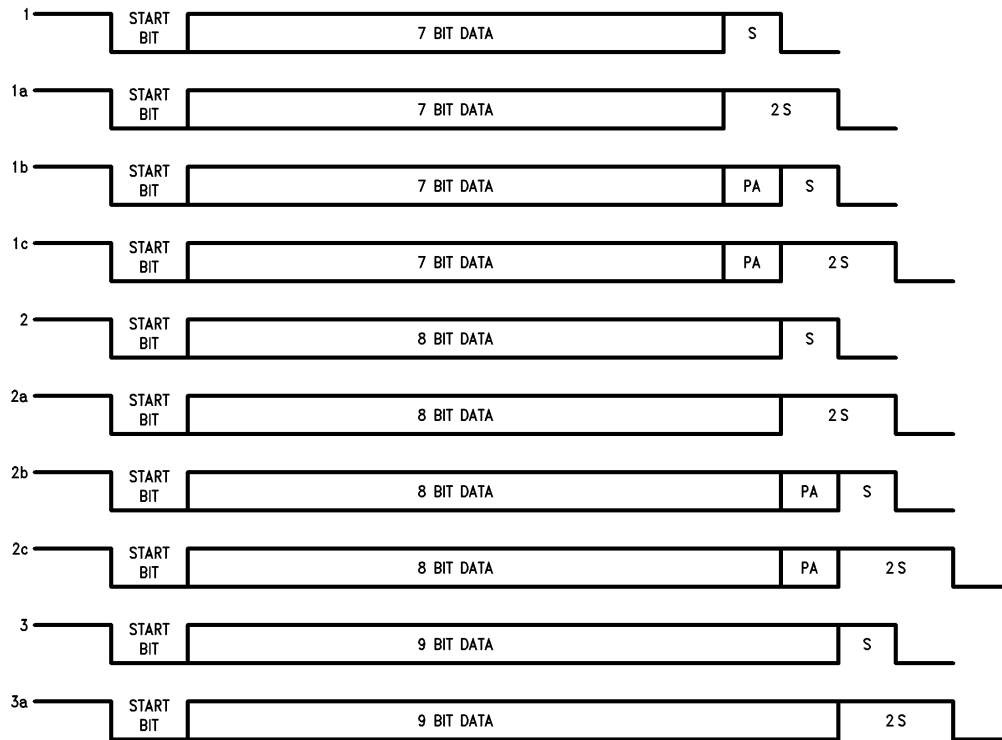 1 START BIT 7 BIT DATA S
1a START BIT 7 BIT DATA 2 S
1b START BIT 7 BIT DATA PA S
1c START BIT 7 BIT DATA PA 2 S
2 START BIT 8 BIT DATA S
2a START BIT 8 BIT DATA 2 S
2b START BIT 8 BIT DATA PA S
2c START BIT 8 BIT DATA PA 2 S
3 START BIT 9 BIT DATA S
3a START BIT 9 BIT DATA 2 S